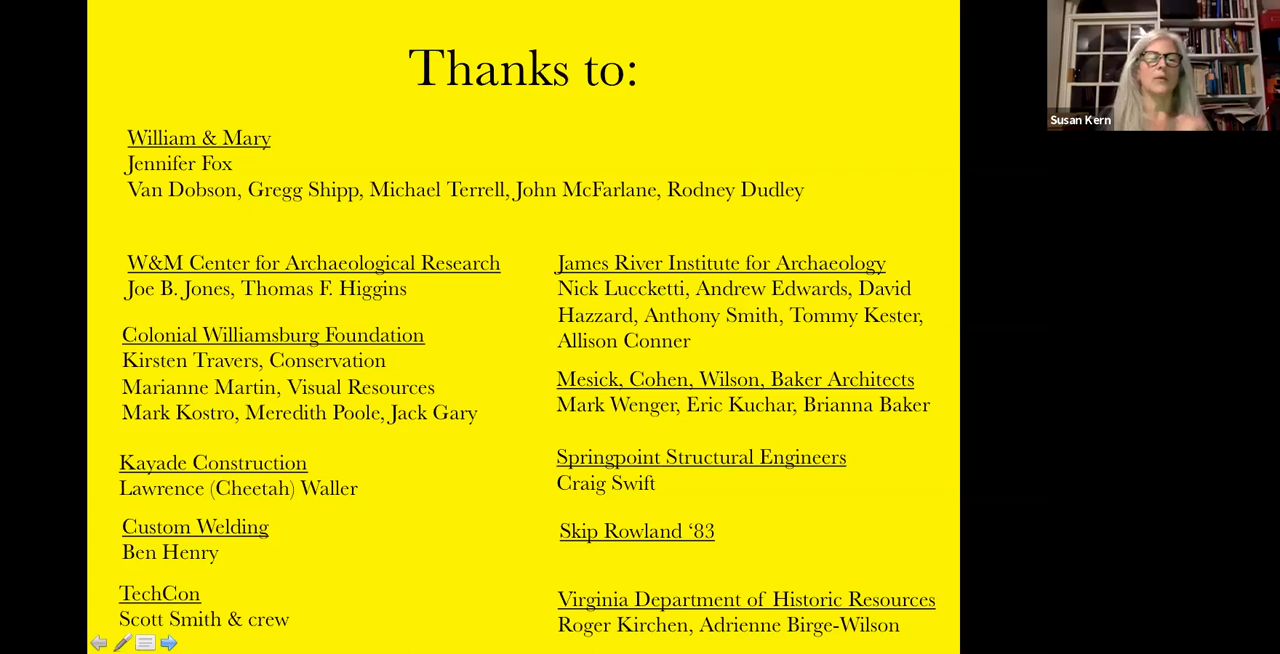 Thanks to:
William & Mary
Jennifer Fox
Van Dobson, Gregg Shipp, Michael Terrell, John McFarlane, Rodney Dudley
W&M Center for Archaeological Research
Joe B. Jones, Thomas F. Higgins
Colonial Williamsburg Foundation
Kirsten Travers, Conservation
Marianne Martin, Visual Resources
Mark Kostro, Meredith Poole, Jack Gary
Kayade Construction
Lawrence (Cheetah) Waller
Custom Welding
Ben Henry
TechCon
Scott Smith & crew
James River Institute for Archaeology
Nick Luccketti, Andrew Edwards, David
Hazzard, Anthony Smith, Tommy Kester,
Allison Conner
Mesick, Cohen, Wilson, Baker Architects
Mark Wenger, Eric Kuchar, Brianna Baker
Springpoint Structural Engineers
Craig Swift
Skip Rowland ‘83
Virginia Department of Historic Resources
Roger Kirchen, Adrienne Birge-Wilson
Susan Kern